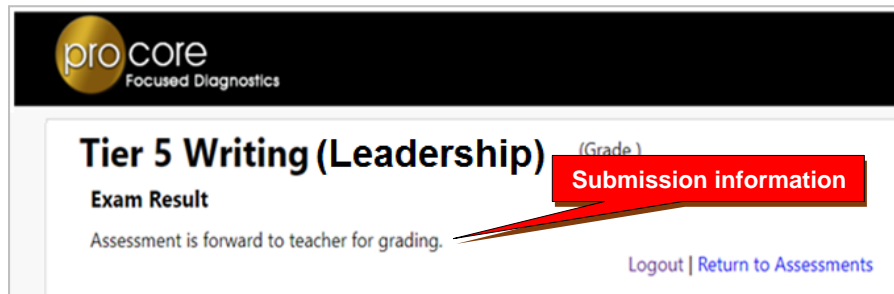 pro core
Focused Diagnostics
Tier 5 Writing (Leadership) (Grade )
Submission information
Exam Result
Assessment is forward to teacher for grading.
Logout | Return to Assessments